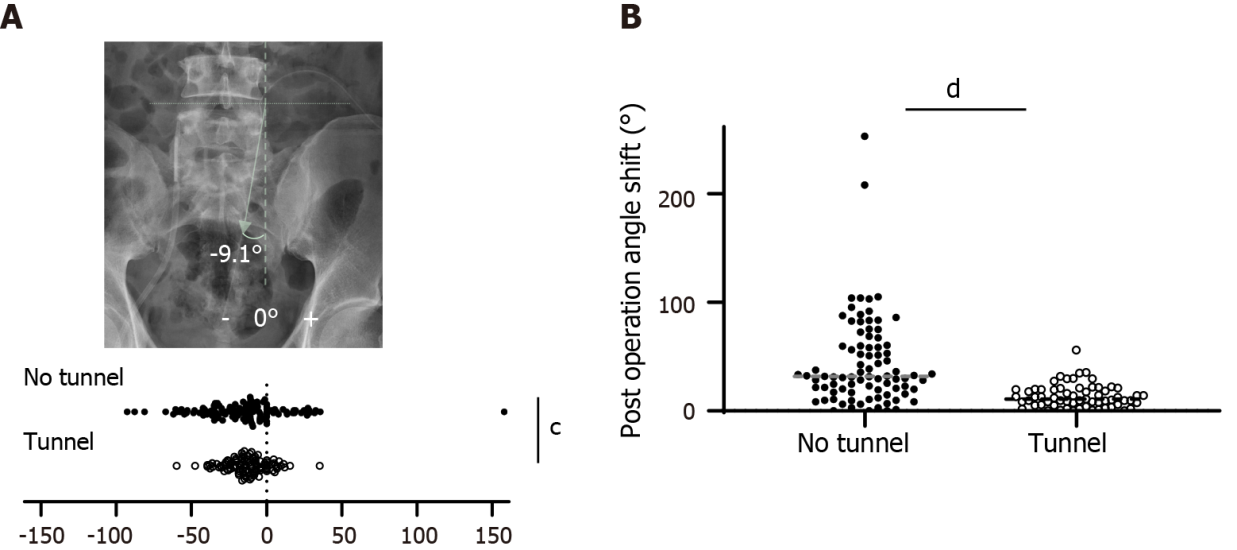 A
-9.1°
- 0° +
No tunnel
Tunnel
c
-150 -100 -50 0 50 100 150
B
d
Post operation angle shift (°)
200
100
0
No tunnel Tunnel